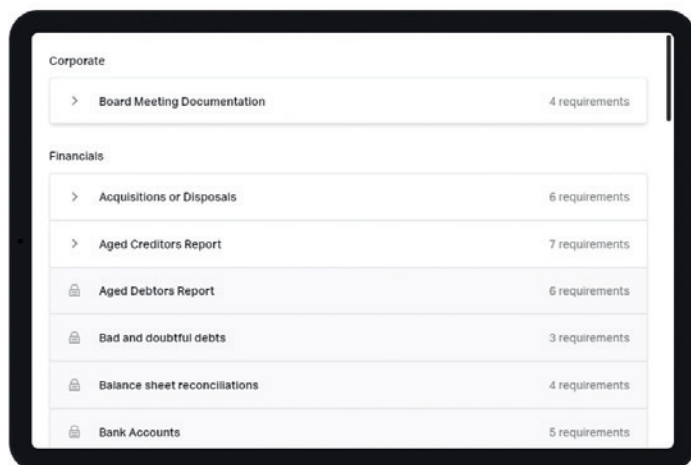 Corporate
Board Meeting Documentation 4 requirements
Financials
Acquisitions or Disposals 6 requirements
Aged Creditors Report 7 requirements
Aged Debtors Report 6 requirements
Bad and doubtful debts 3 requirements
Balance sheet reconciliations 4 requirements
Bank Accounts 5 requirements